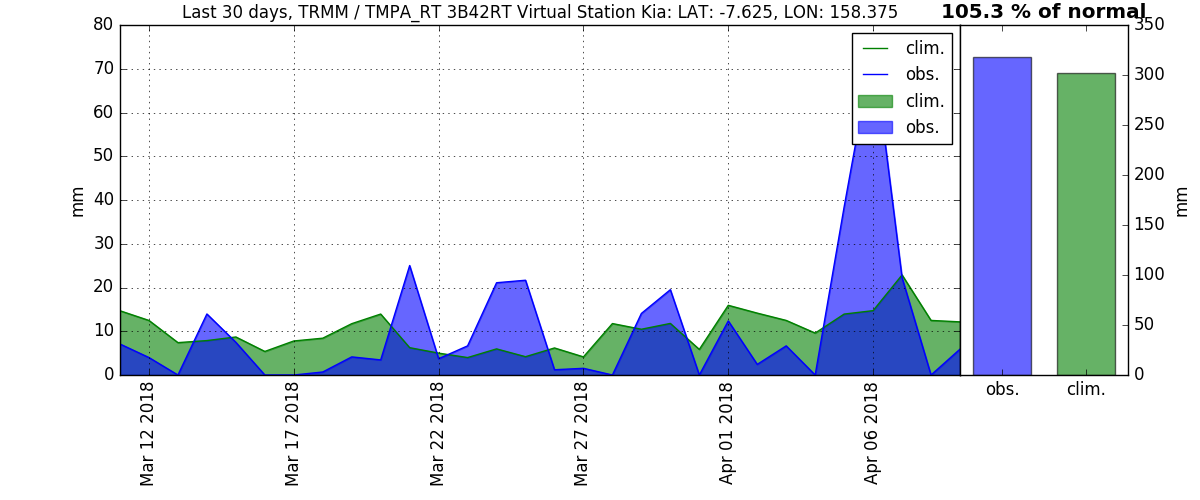 Last 30 days, TRMM / TMPA_RT 3B42RT Virtual Station Kia: LAT: -7.625, LON: 158.375
105.3 % of normal
80
70
60
50
40
30
20
10
0
mm
clim.
obs.
clim.
obs.
350
300
250
200
150
100
50
0
mm
obs.
clim.
Mar 12 2018
Mar 17 2018
Mar 22 2018
Mar 27 2018
Apr 01 2018
Apr 06 2018